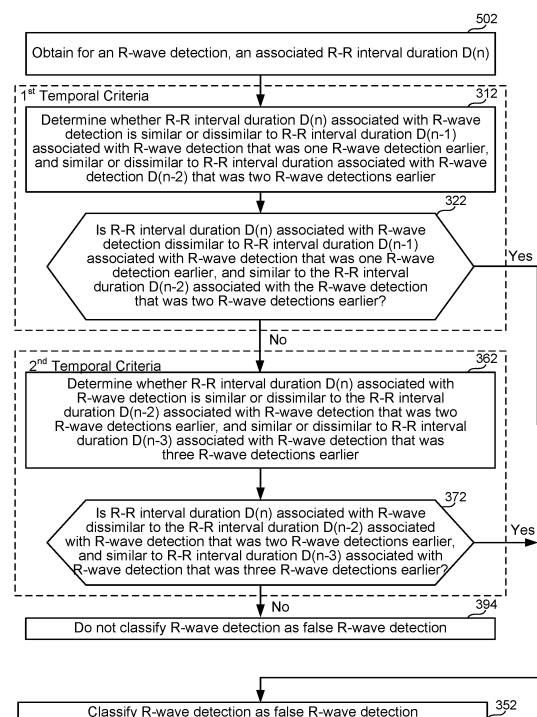 502
Obtain for an R-wave detection, an associated R-R interval duration D(n)
1st Temporal Criteria
312
Determine whether R-R interval duration D(n) associated with R-wave
detection is similar or dissimilar to R-R interval duration D(n-1)
associated with R-wave detection that was one R-wave detection earlier,
and similar or dissimilar to R-R interval duration associated with R-wave
detection D(n-2) that was two R-wave detections earlier
322
Is R-R interval duration D(n) associated with R-wave
detection dissimilar to R-R interval duration D(n-1)
associated with R-wave detection that was one R-wave
detection earlier, and similar to the R-R interval
duration D(n-2) associated with the R-wave detection
that was two R-wave detections earlier?
Yes
No
2nd Temporal Criteria
362
Determine whether R-R interval duration D(n) associated with
R-wave detection is similar or dissimilar to the R-R interval
duration D(n-2) associated with R-wave detection that was two
R-wave detections earlier, and similar or dissimilar to R-R interval
duration D(n-3) associated with R-wave detection that was
three R-wave detections earlier
372
Is R-R interval duration D(n) associated with R-wave
dissimilar to the R-R interval duration D(n-2) associated
with R-wave detection that was two R-wave detections earlier,
and similar to R-R interval duration D(n-3) associated with
R-wave detection that was three R-wave detections earlier?
Yes
No
394
Do not classify R-wave detection as false R-wave detection
352
Classify R-wave detection as false R-wave detection